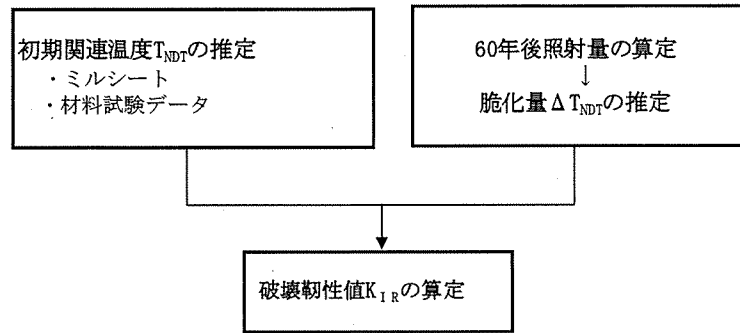 初期関連温度TNDTの推定
・ミルシート
・材料試験データ
60年後照射量の算定
↓
脆化量ΔTNDTの推定
破壊靭性値KIRの算定